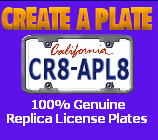 CREATE A PLATE
California
CR8-APL8
100% Genuine
Replica License Plates